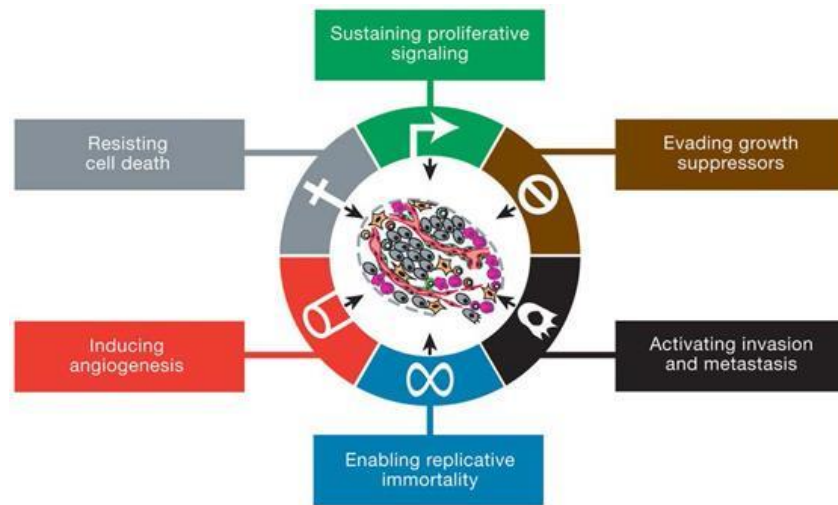 Sustaining proliferative
signaling
Resisting
cell death
Evading growth
suppressors
Inducing
angiogenesis
Activating invasion
and metastasis
Enabling replicative
immortality